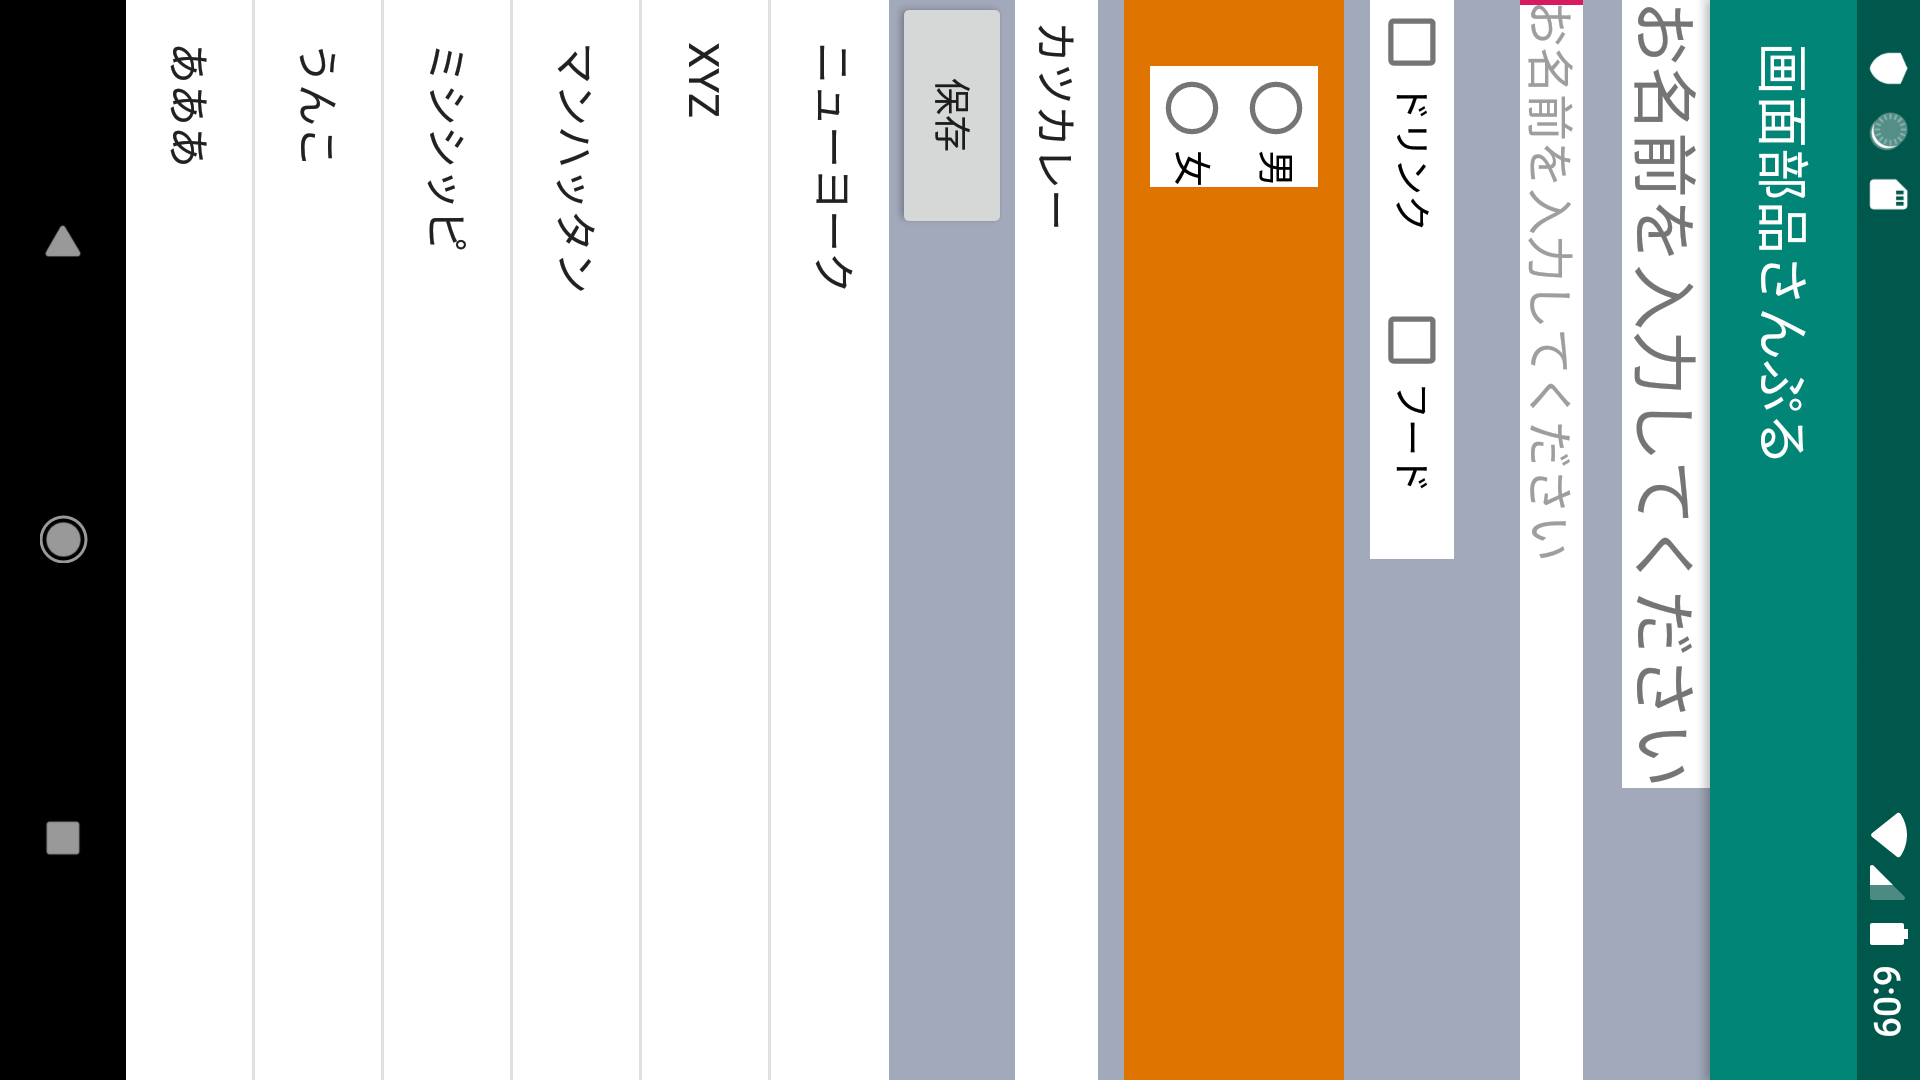 6:09
画面部品さんぷる
お名前を入力してください
お名前を入力してください
ドリンク フード
男
女
カツカレー
保存
ニューヨーク
XYZ
マンハッタン
ミシシッピ
うんこ
あああ